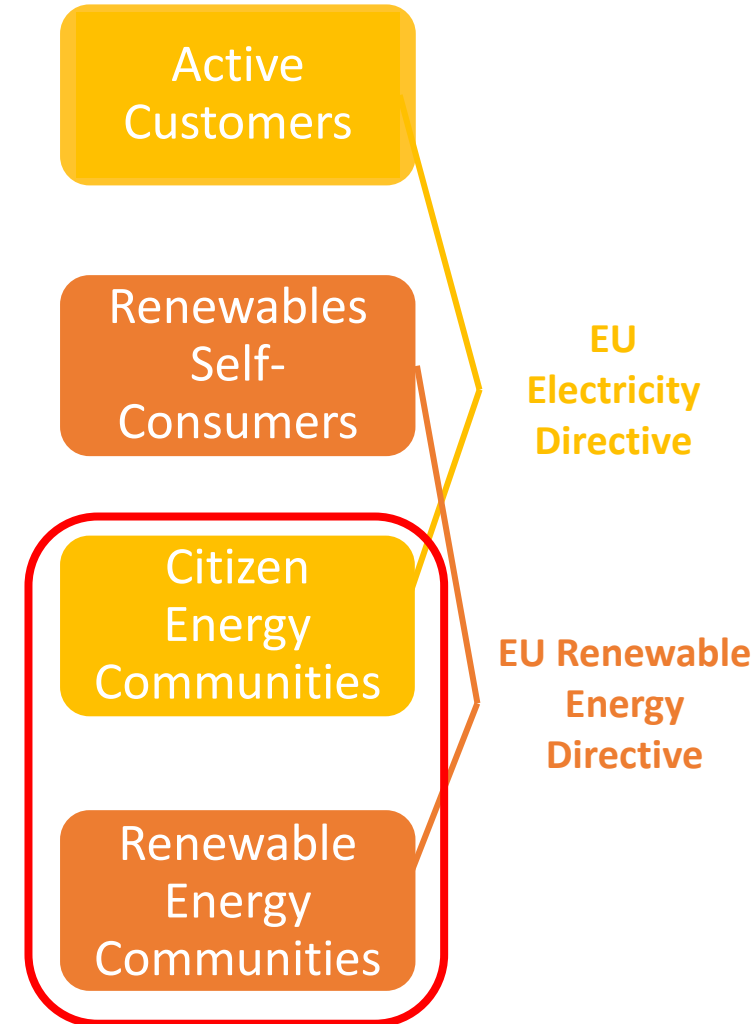 Active
Customers
Renewables
Self-
Consumers
EU
Electricity
Directive
Citizen
Energy
Communities
EU Renewable
Energy
Directive
Renewable
Energy
Communities